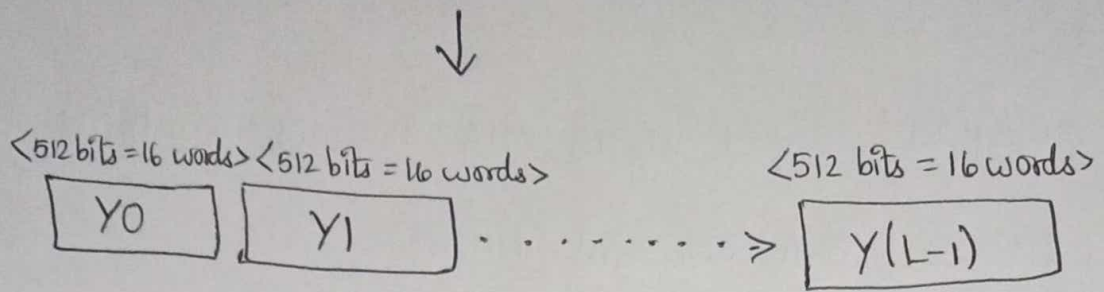 <512 bits = 16 words> <512 bits = 16 words> <512 bits = 16 words>
Y0 Y1 Y(L-1)